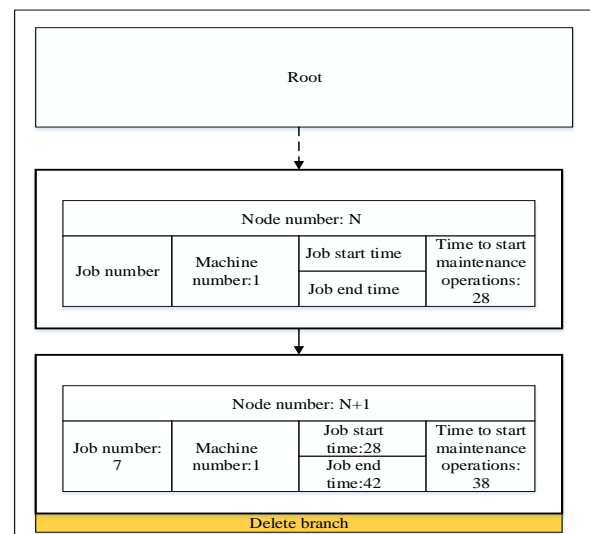 Root
Node number: N
Job number
Machine
number:1
Job start time
Job end time
Time to start
maintenance
operations:
28
Node number: N+1
Job number:
7
Machine
number:1
Job start
time:28
Job end
time:42
Time to start
maintenance
operations:
38
Delete branch